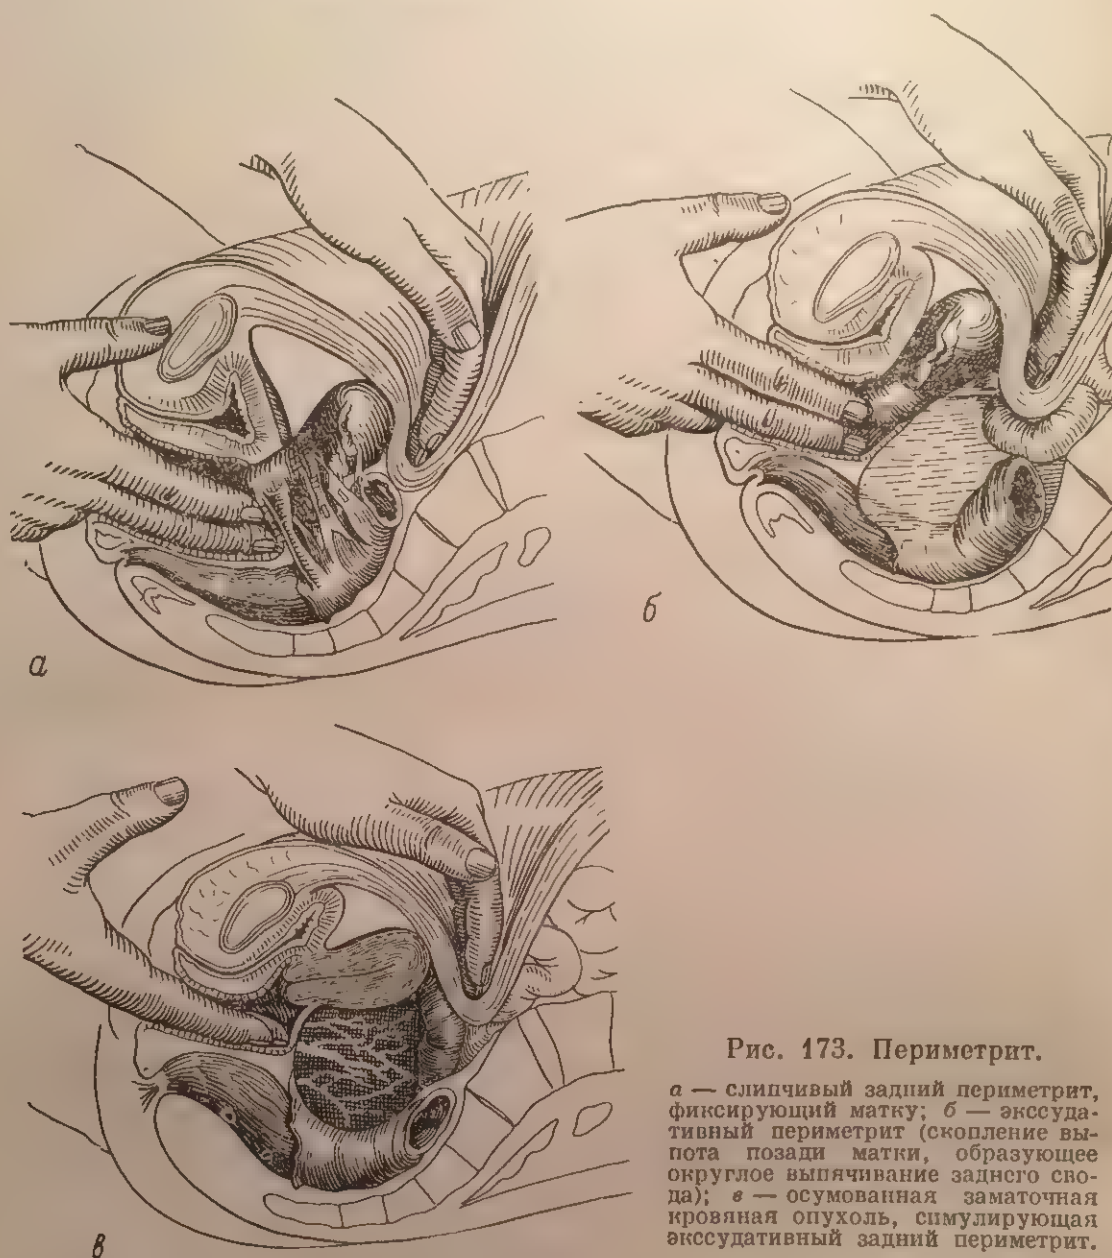 а
б
в
Рис. 173. Периметрит.
а — слипчивый задний периметрит,
фиксирующий матку; б — экссуда-
тивный периметрит (скопление вы-
пота позади матки, образующее
округлое выпячивание заднего сво-
да); в — осумованная заматочная
кровяная опухоль, симулирующая
экссудативный задний периметрит.